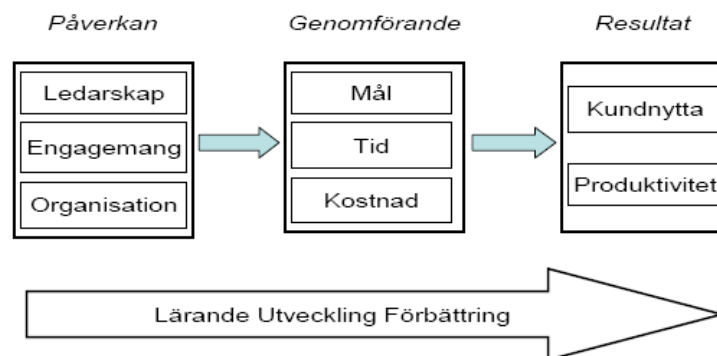 Påverkan
Genomförande
Resultat
Ledarskap
Engagemang
Organisation
Mål
Tid
Kostnad
Kundnytta
Produktivitet
Lärande Utveckling Förbättring